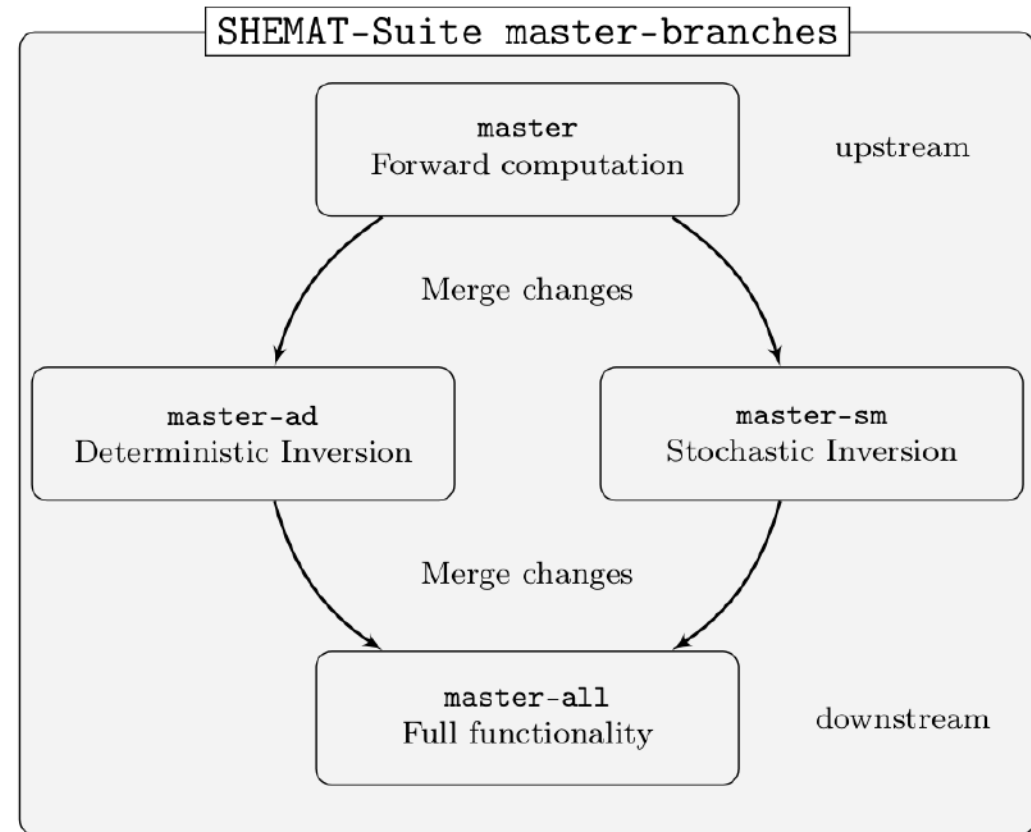 SHEMAT-Suite master-branches
master
Forward computation
upstream
Merge changes
master-ad
Deterministic Inversion
master-sm
Stochastic Inversion
Merge changes
master-all
Full functionality
downstream